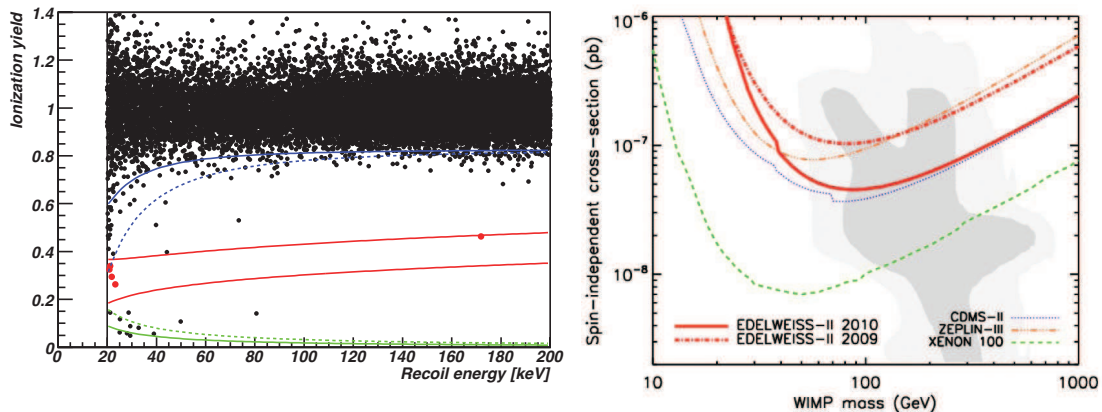 Ionization yield
1.4
1.2
1
0.8
0.6
0.4
0.2
0
0 20 40 60 80 100 120 140 160 180 200
Recoil energy [keV]
Spin-independent cross-section (pb)
10^-6
10^-7
10^-8
EDELWEISS-II 2010
EDELWEISS-II 2009
CDMS-II
ZEPLIN-III
XENON 100
10 100 1000
WIMP mass (GeV)